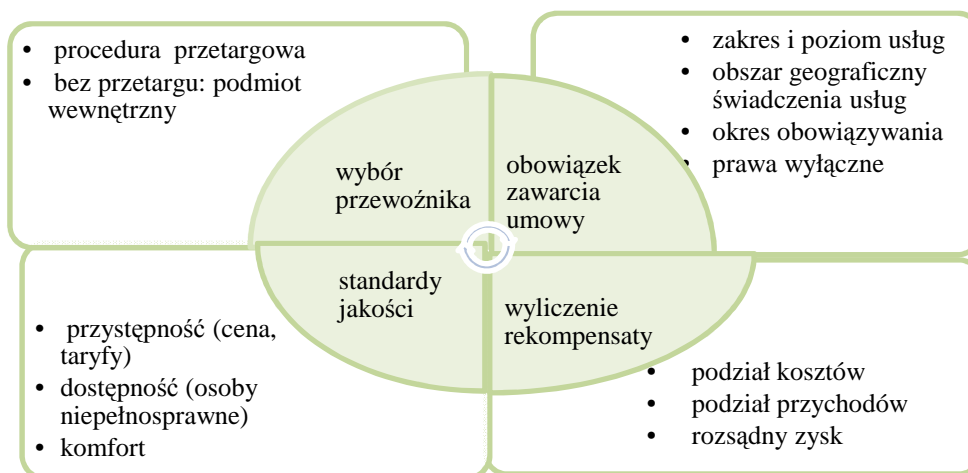 • procedura przetargowa
• bez przetargu: podmiot
wewnętrzny
• zakres i poziom usług
• obszar geograficzny
świadczenia usług
• okres obowiązywania
• prawa wyłączne
wybór
przewoźnika
obowiązek
zawarcia
umowy
standardy
jakości
wyliczenie
rekompensaty
• przystępność (cena,
taryfy)
• dostępność (osoby
niepełnosprawne)
• komfort
• podział kosztów
• podział przychodów
• rozsądny zysk